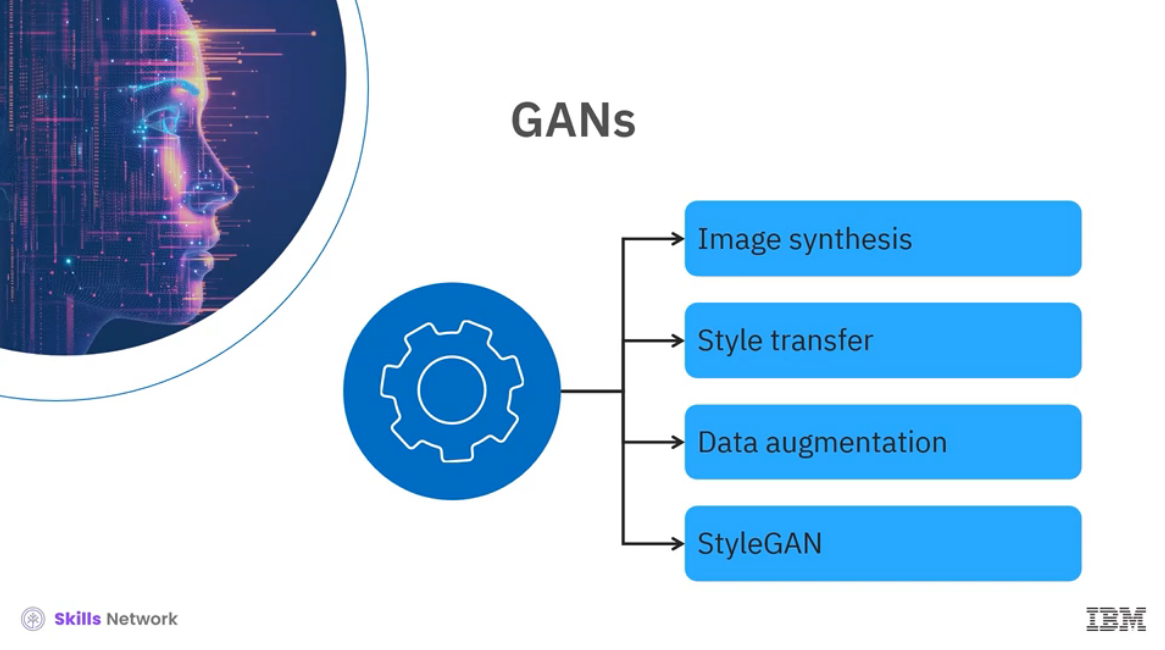 GANs
Image synthesis
Style transfer
Data augmentation
StyleGAN
Skills Network
IBM